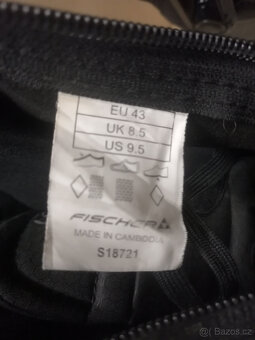 EU 43
UK 8.5
US 9.5
FISCHER
MADE IN CAMBODIA
S18721
Bazos.cz